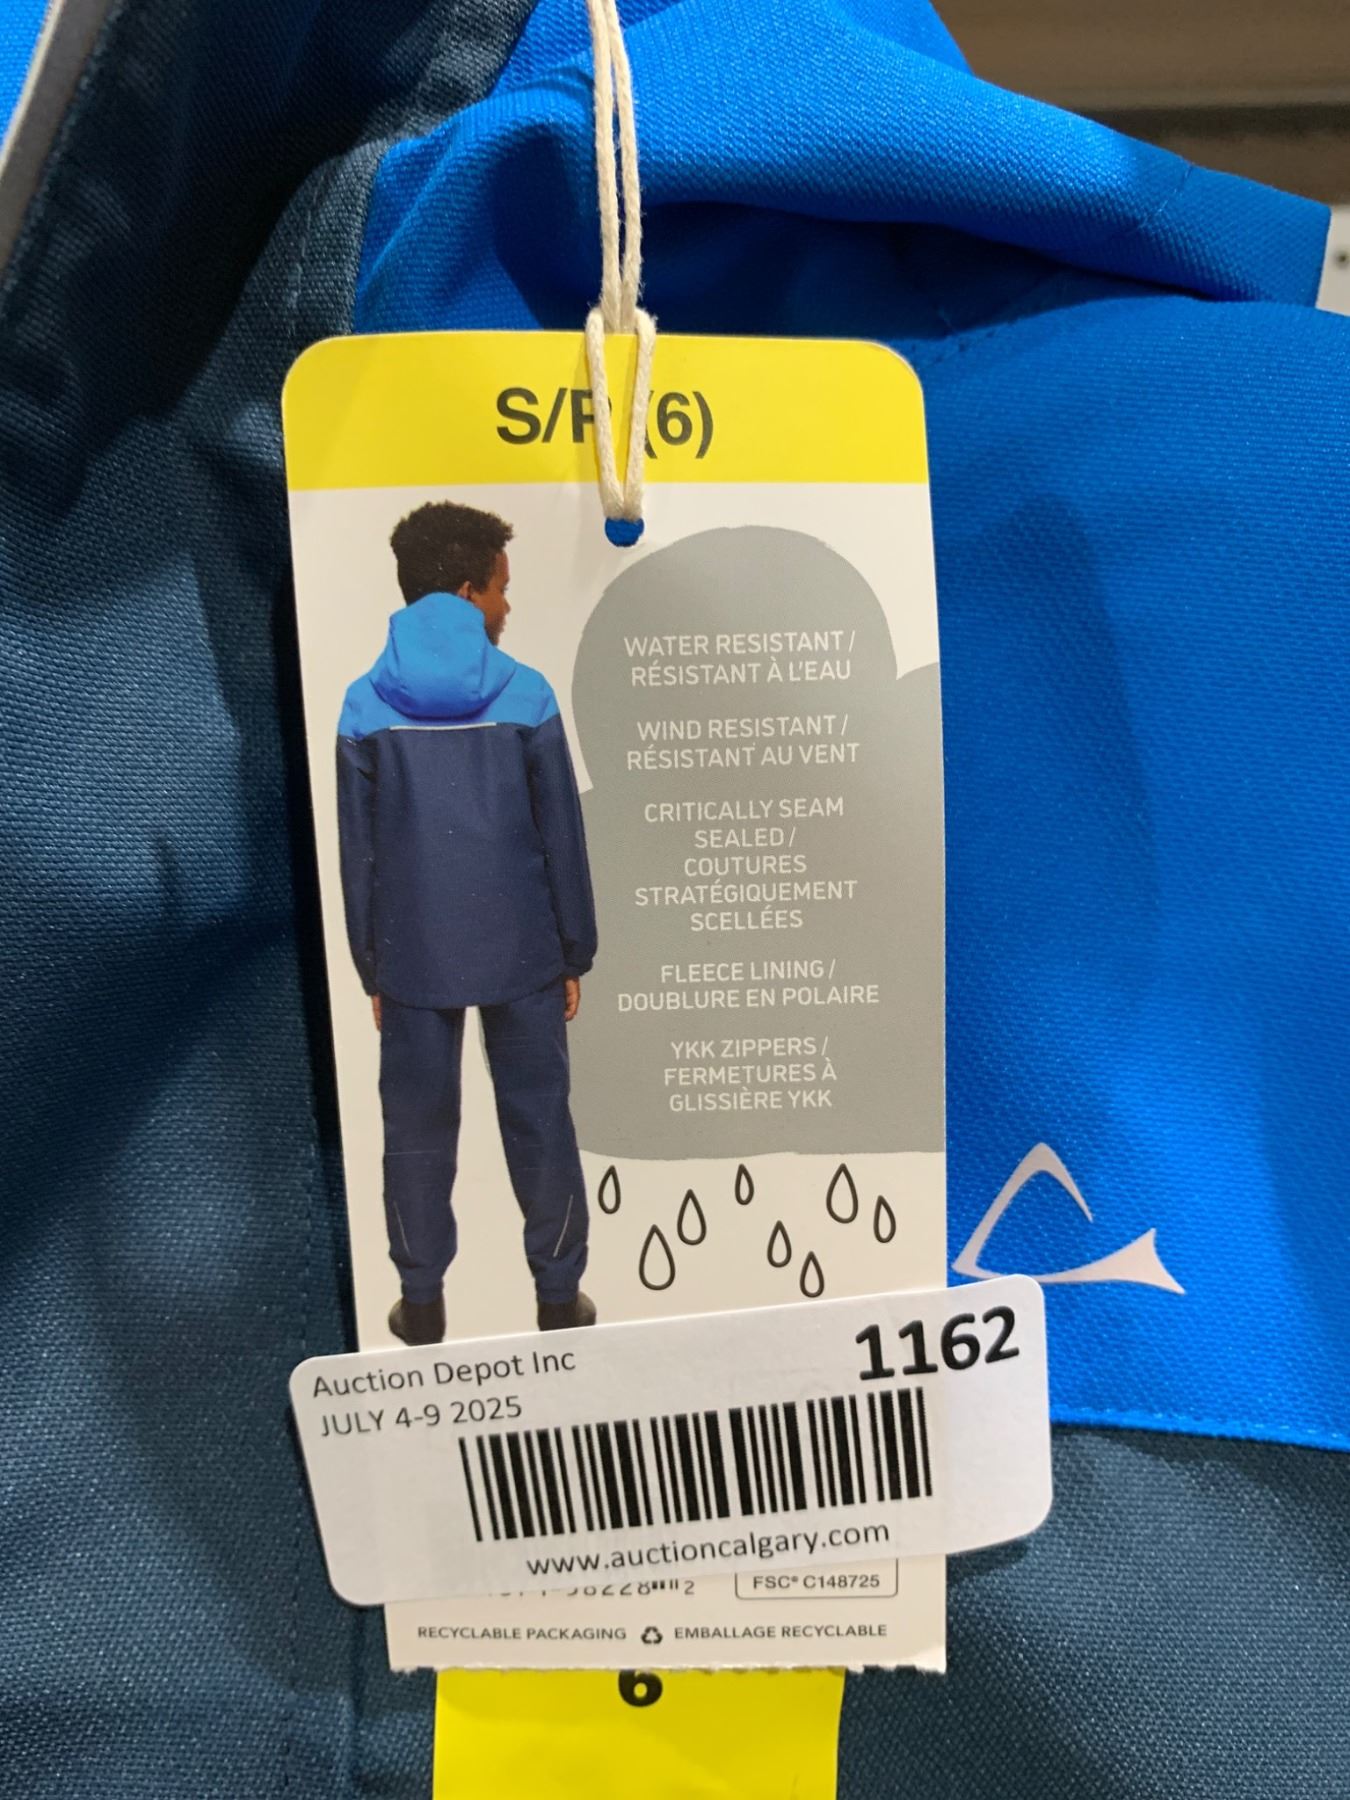 S/P (6)
WATER RESISTANT /
RÉSISTANT À L'EAU
WIND RESISTANT /
RÉSISTANT AU VENT
CRITICALLY SEAM
SEALED /
COUTURES
STRATÉGIQUEMENT
SCELLÉES
FLEECE LINING /
DOUBLURE EN POLAIRE
YKK ZIPPERS /
FERMETURES À
GLISSIÈRE YKK
Auction Depot Inc
1162
JULY 4-9 2025
www.auctioncalgary.com
FSC® C148725
RECYCLABLE PACKAGING EMBALLAGE RECYCLABLE
6